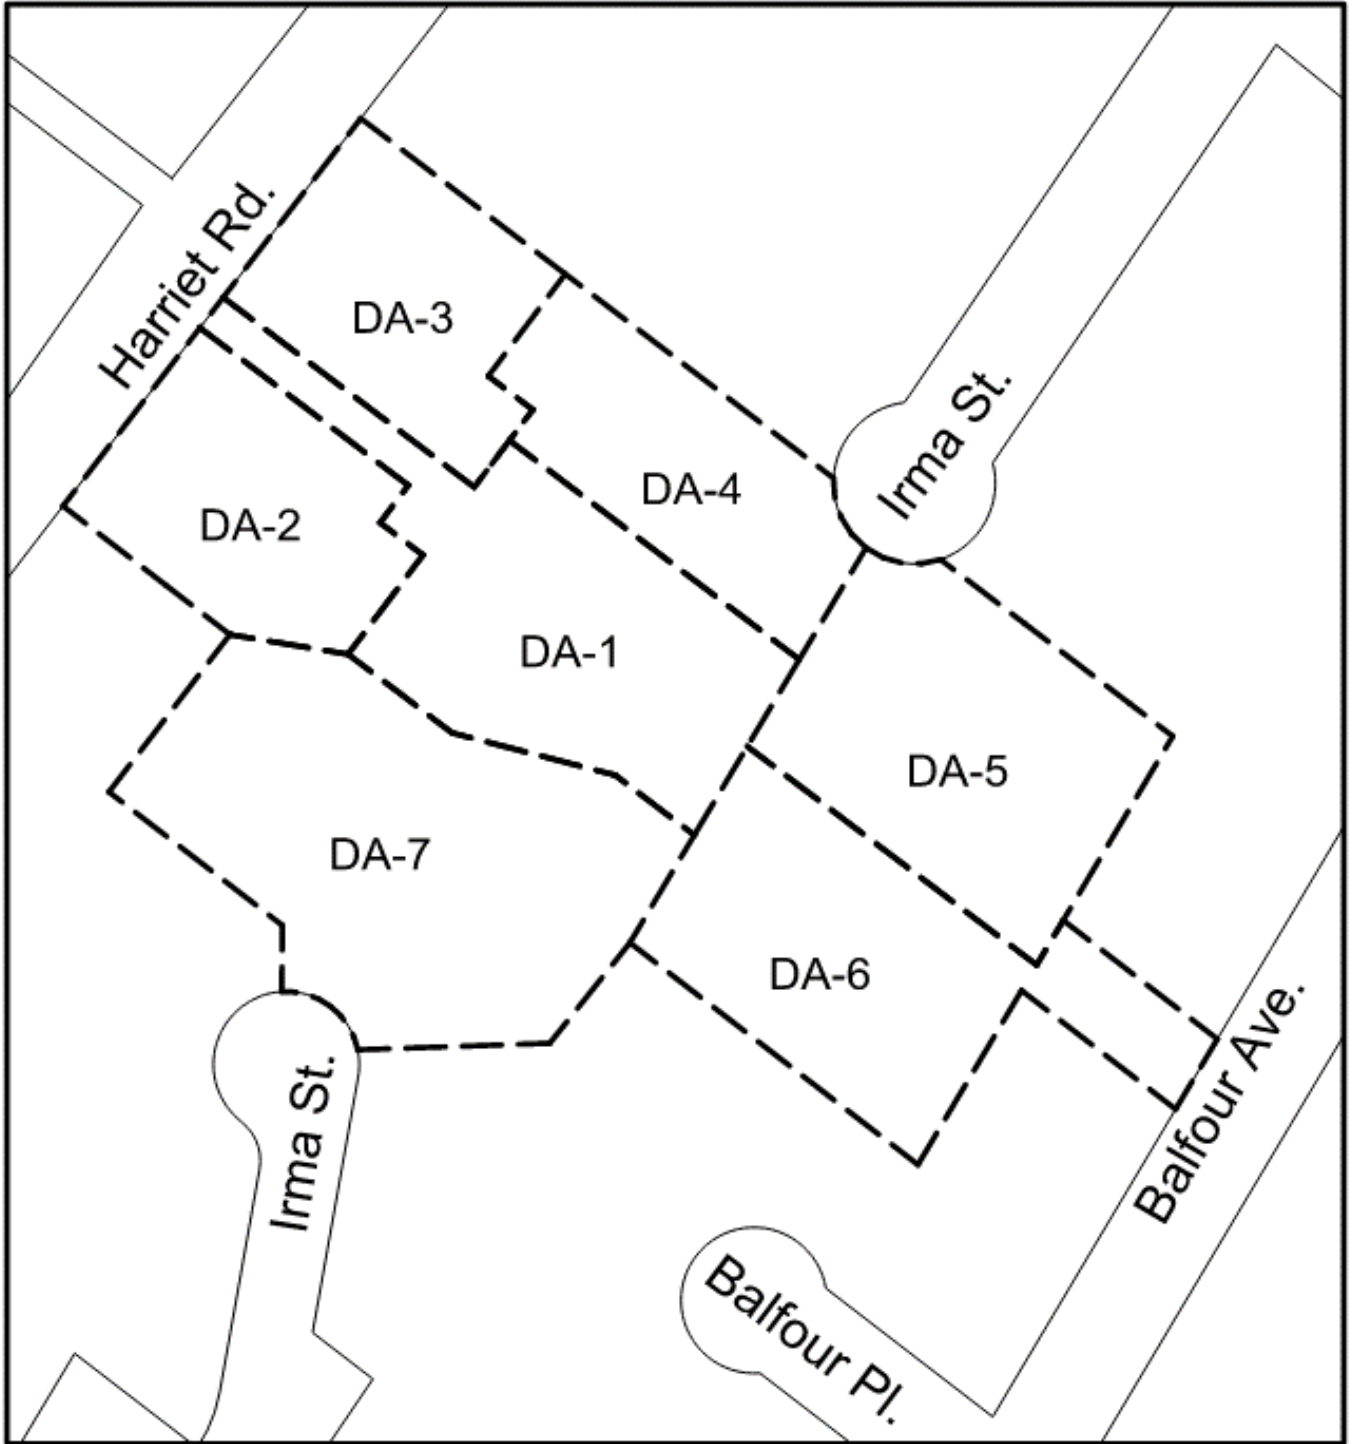 Harriet Rd.
DA-3
Irma St.
DA-4
DA-2
DA-1
DA-5
DA-7
DA-6
Balfour Ave.
Irma St.
Balfour Pl.